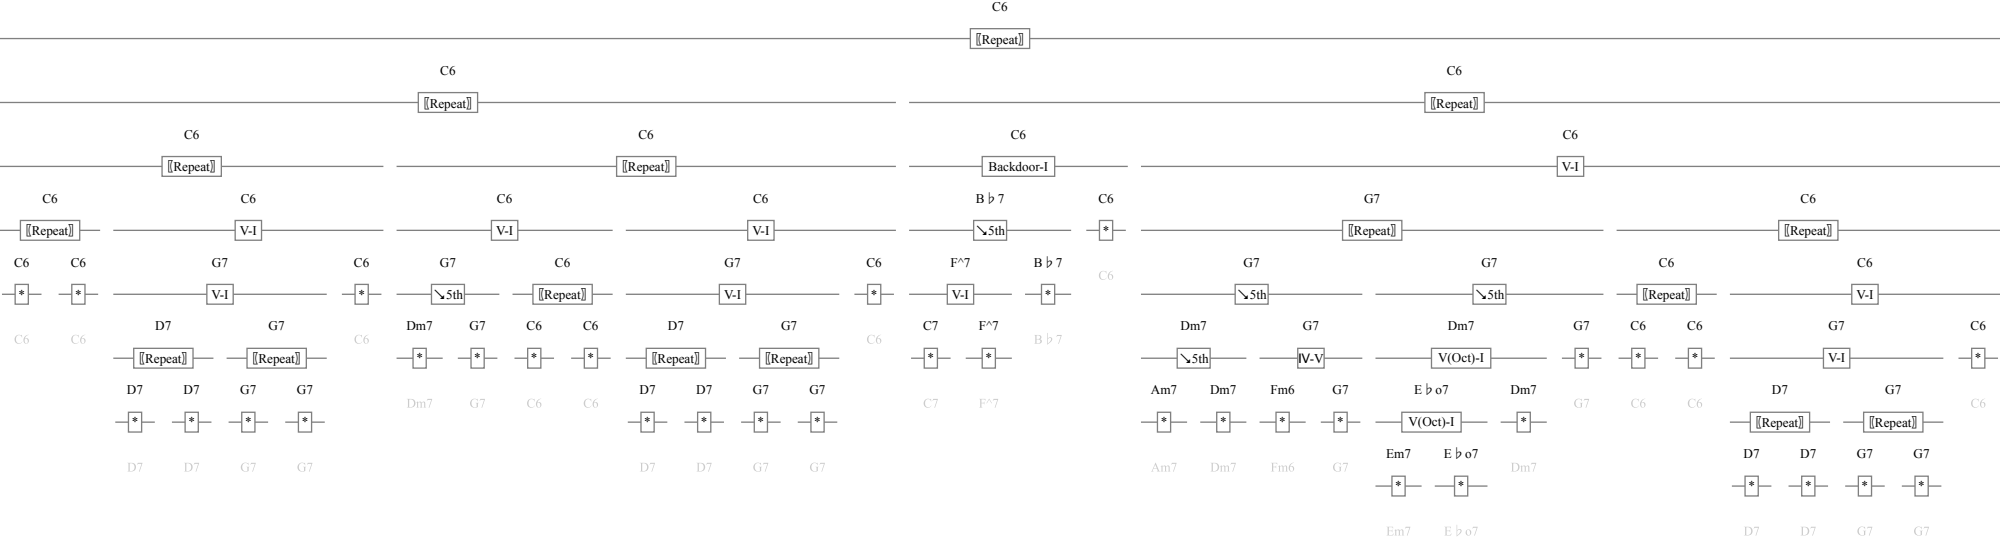 C6
⟦Repeat⟧
C6 C6
⟦Repeat⟧ ⟦Repeat⟧
C6 C6 C6 C6
⟦Repeat⟧ ⟦Repeat⟧ Backdoor-I V-I
C6 C6 C6 C6 B♭7 C6 G7 C6
⟦Repeat⟧ V-I V-I V-I ↘5th * ⟦Repeat⟧ ⟦Repeat⟧
C6 C6 G7 C6 G7 C6 G7 C6 F^7 B♭7 C6 G7 G7 C6 C6
* * V-I * ↘5th ⟦Repeat⟧ V-I * V-I * ↘5th ↘5th ⟦Repeat⟧ V-I
C6 C6 D7 G7 C6 Dm7 G7 C6 C6 D7 G7 C6 C7 F^7 B♭7 Dm7 G7 Dm7 G7 C6 C6 G7 C6
⟦Repeat⟧ ⟦Repeat⟧ * * * * ⟦Repeat⟧ ⟦Repeat⟧ * * ↘5th Ⅳ-Ⅴ V(Oct)-I * * * V-I *
D7 D7 G7 G7 Dm7 G7 C6 C6 D7 D7 G7 G7 C7 F^7 Am7 Dm7 Fm6 G7 E♭o7 Dm7 G7 C6 C6 D7 G7 C6
* * * * * * * * * * * * V(Oct)-I * ⟦Repeat⟧ ⟦Repeat⟧
D7 D7 G7 G7 D7 D7 G7 G7 Am7 Dm7 Fm6 G7 Em7 E♭o7 Dm7 D7 D7 G7 G7
* * * * * *
Em7 E♭o7 D7 D7 G7 G7